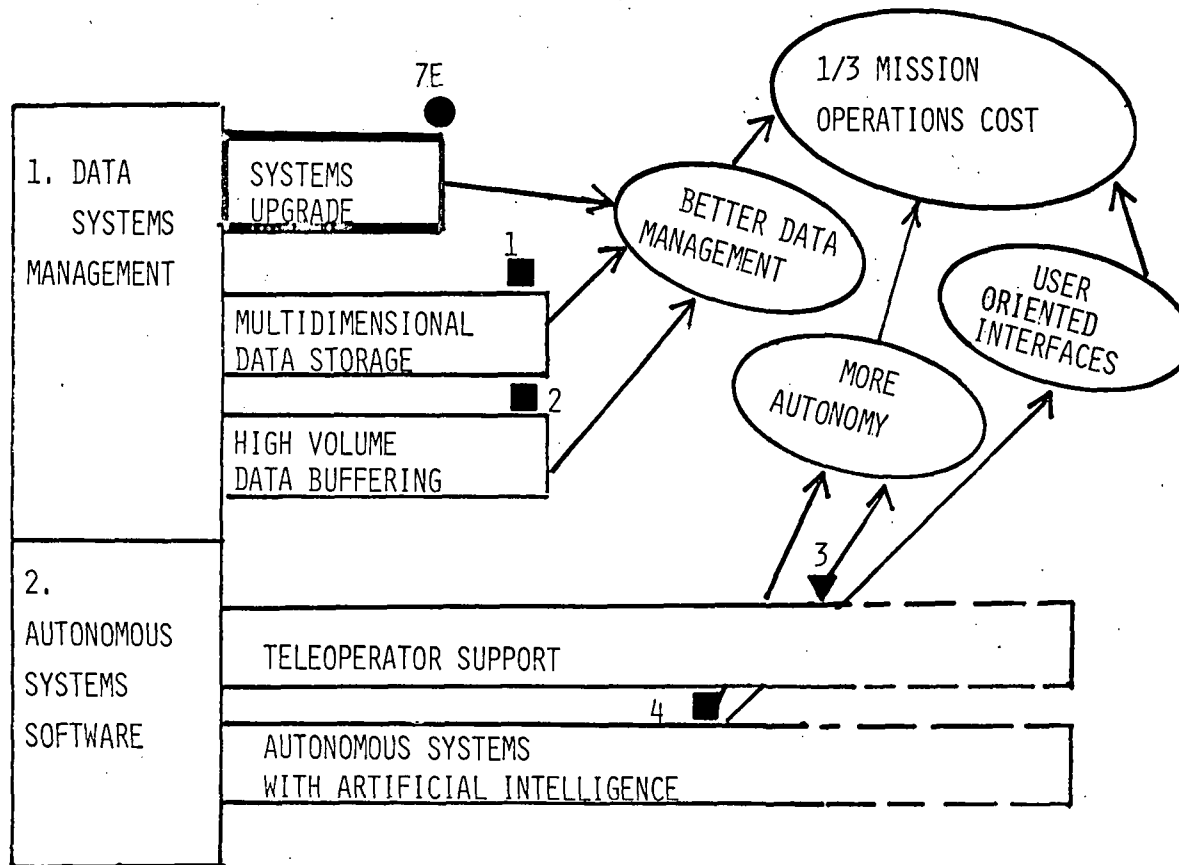 7E
1/3 MISSION
OPERATIONS COST
1. DATA
SYSTEMS
MANAGEMENT
SYSTEMS
UPGRADE
BETTER DATA
MANAGEMENT
1
MULTIDIMENSIONAL
DATA STORAGE
USER
ORIENTED
INTERFACES
2
HIGH VOLUME
DATA BUFFERING
MORE
AUTONOMY
2.
AUTONOMOUS
SYSTEMS
SOFTWARE
3
TELEOPERATOR SUPPORT
4
AUTONOMOUS SYSTEMS
WITH ARTIFICIAL INTELLIGENCE